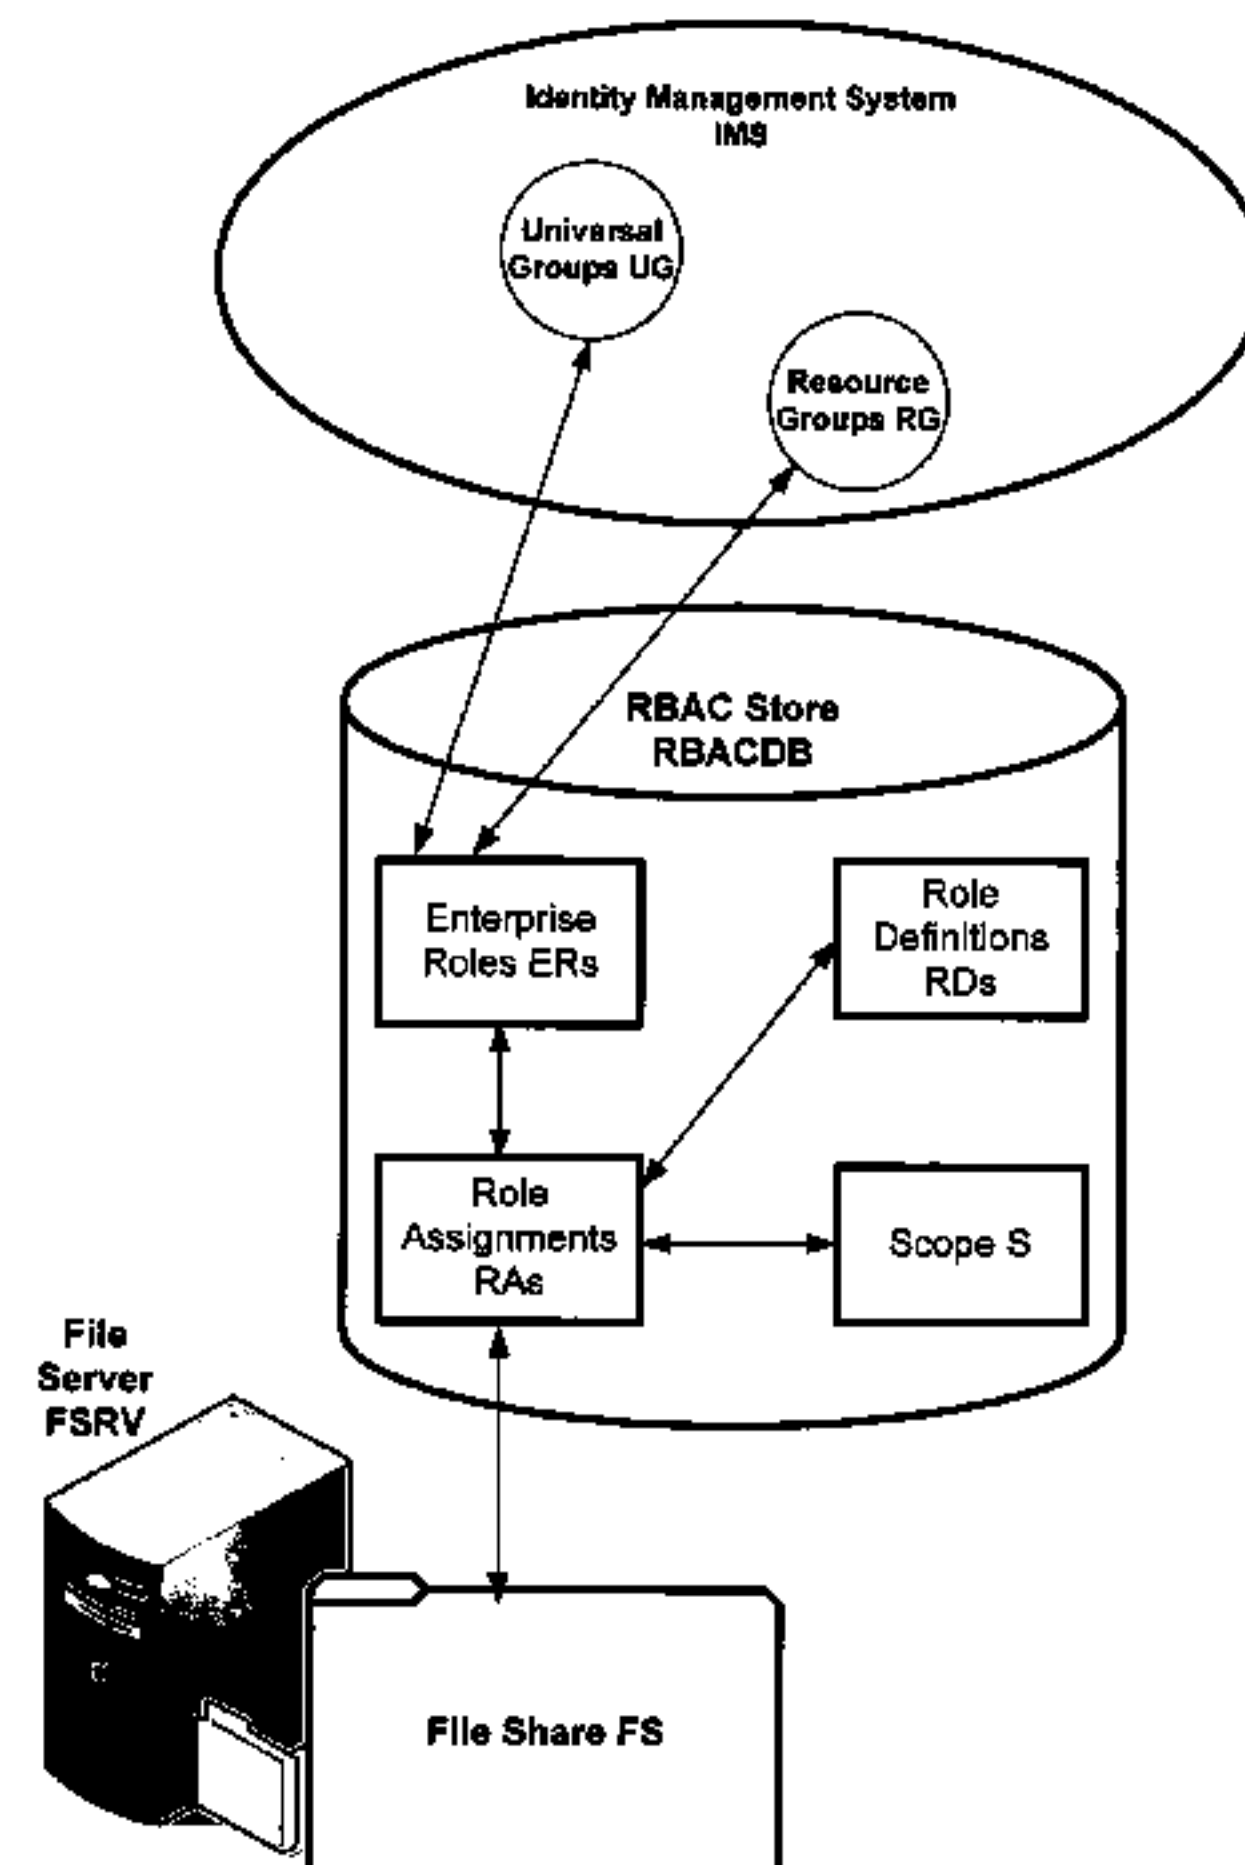 Identity Management System
IMS
Universal
Groups UG
Resource
Groups RG
RBAC Store
RBACDB
Enterprise
Roles ERs
Role
Definitions
RDs
Role
Assignments
RAs
Scope S
File
Server
FSRV
File Share FS